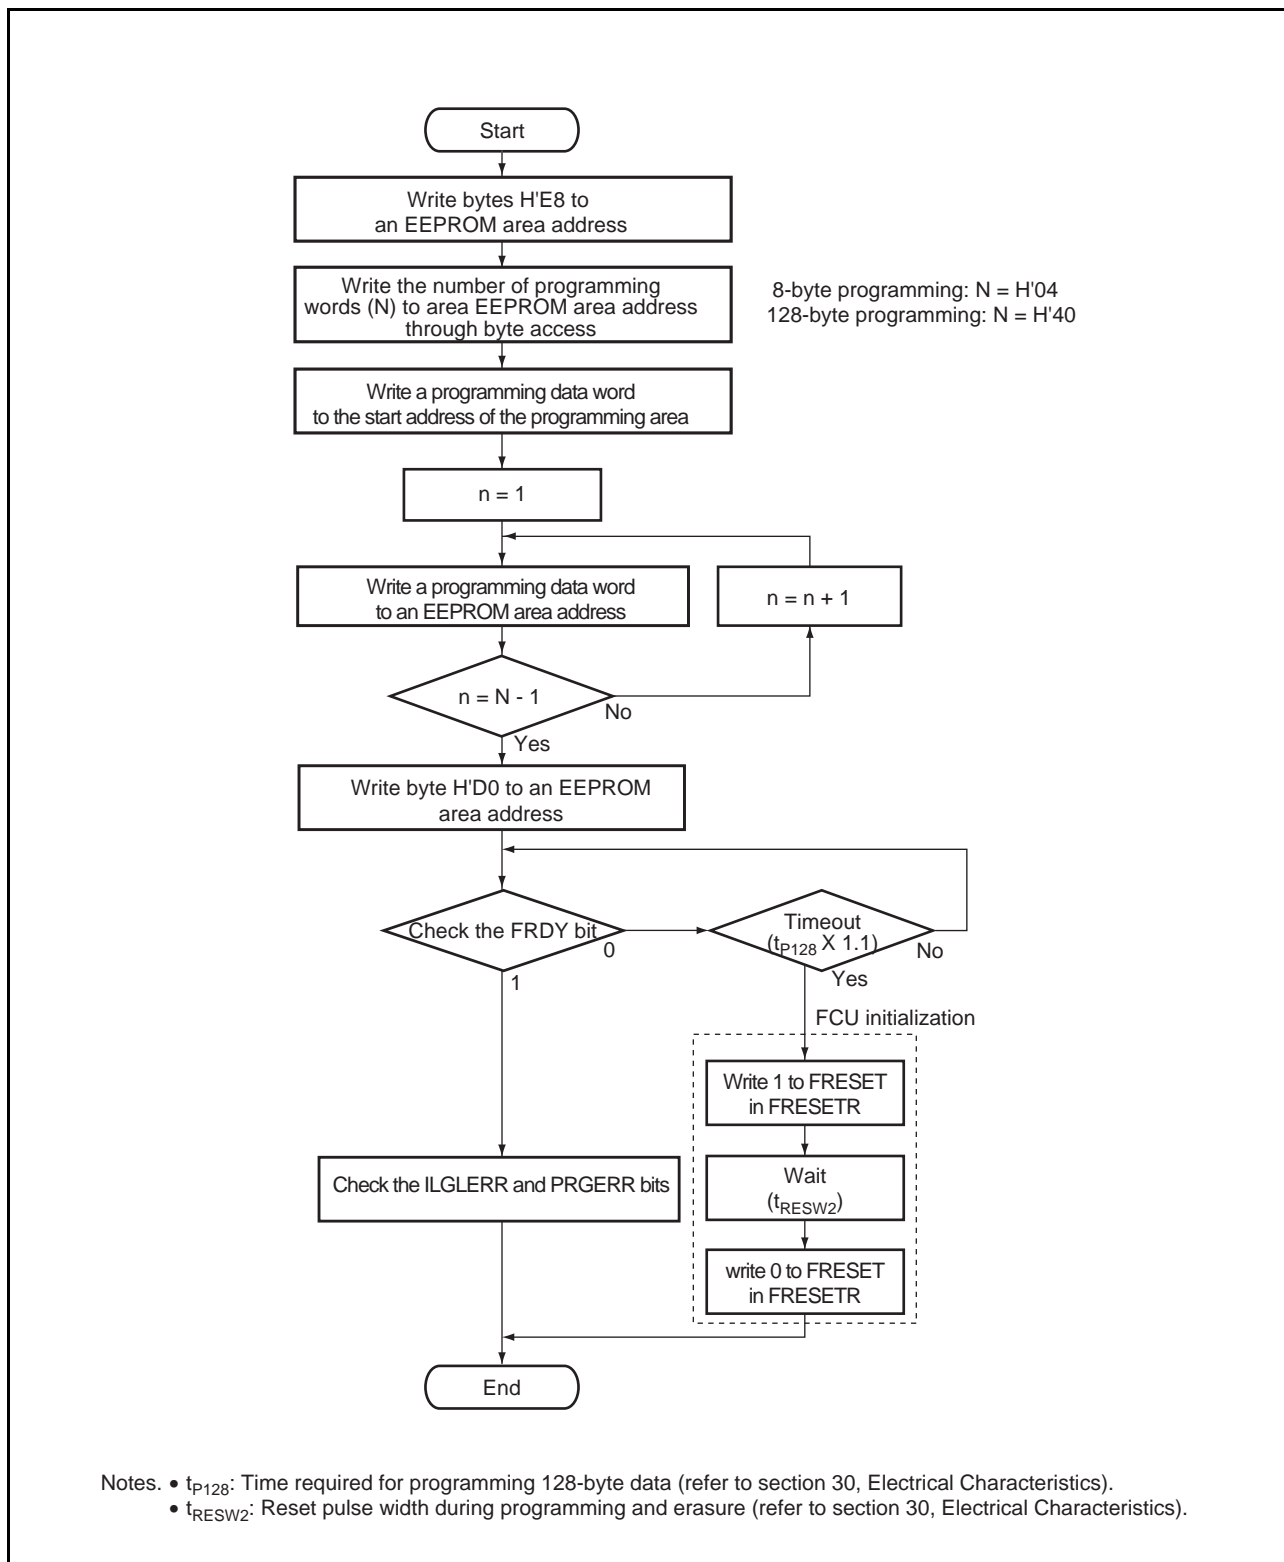 Start
Write bytes H'E8 to
an EEPROM area address
Write the number of programming
words (N) to area EEPROM area address
through byte access
8-byte programming: N = H'04
128-byte programming: N = H'40
Write a programming data word
to the start address of the programming area
n = 1
Write a programming data word
to an EEPROM area address
n = n + 1
n = N - 1
No
Yes
Write byte H'D0 to an EEPROM
area address
Check the FRDY bit
0
1
Timeout
(tP128 X 1.1)
No
Yes
FCU initialization
Write 1 to FRESET
in FRESETR
Wait
(tRESW2)
write 0 to FRESET
in FRESETR
Check the ILGLERR and PRGERR bits
End
Notes. • tP128: Time required for programming 128-byte data (refer to section 30, Electrical Characteristics).
• tRESW2: Reset pulse width during programming and erasure (refer to section 30, Electrical Characteristics).